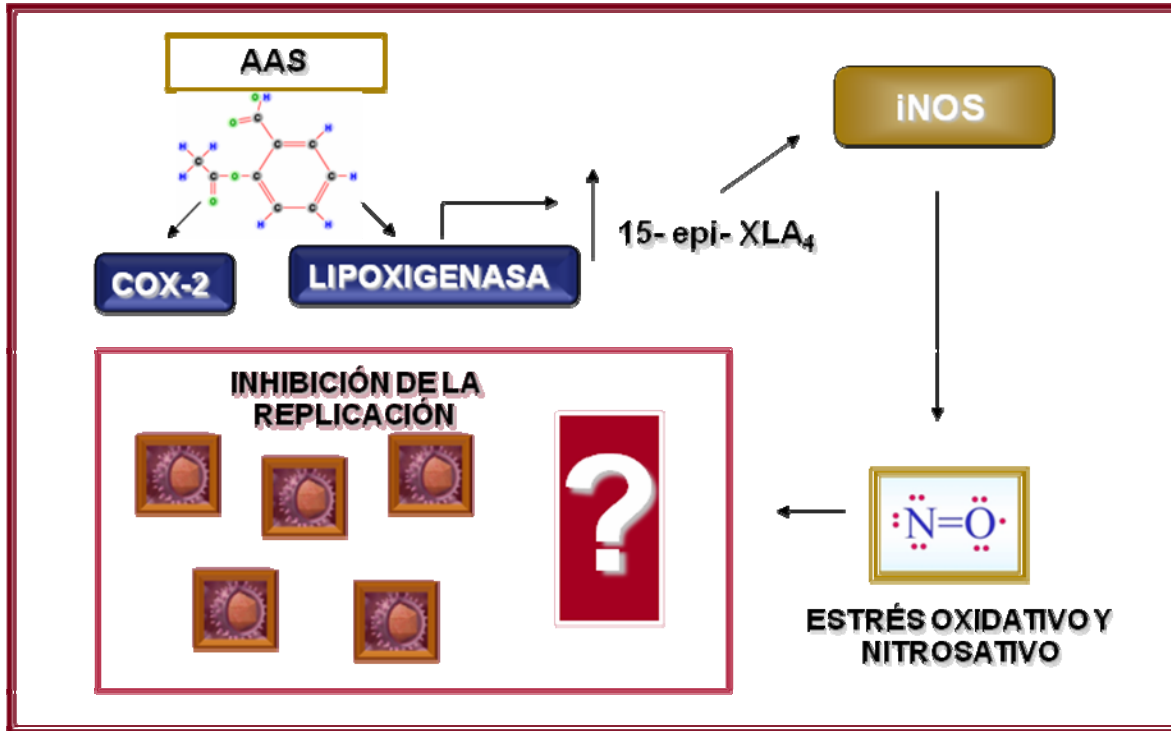 AAS
iNOS
15- epi- XLA₄
COX-2
LIPOXIGENASA
INHIBICIÓN DE LA
REPLICACIÓN
?
:N=O·
ESTRÉS OXIDATIVO Y
NITROSATIVO